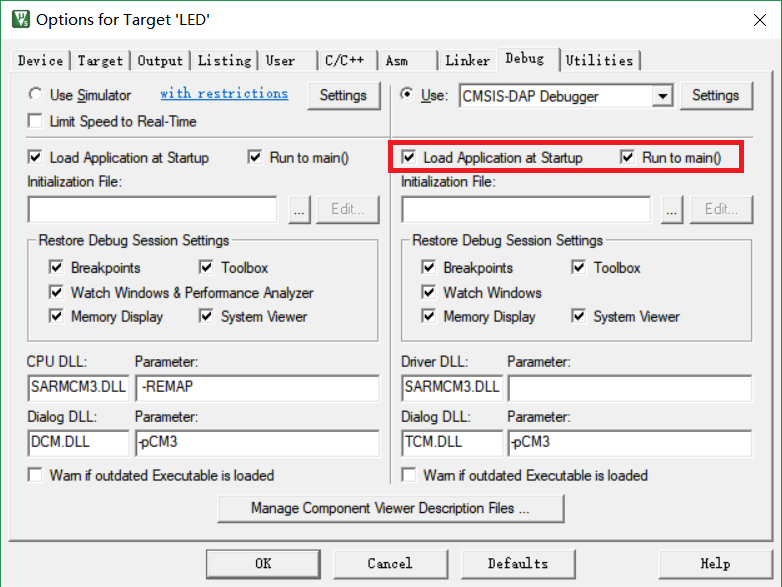 Options for Target 'LED'
Device Target Output Listing User C/C++ Asm Linker Debug Utilities
Use Simulator with restrictions Settings
Limit Speed to Real-Time
Use: CMSIS-DAP Debugger Settings
Load Application at Startup Run to main()
Initialization File:
... Edit...
Load Application at Startup Run to main()
Initialization File:
... Edit...
Restore Debug Session Settings
Breakpoints Toolbox
Watch Windows & Performance Analyzer
Memory Display System Viewer
Restore Debug Session Settings
Breakpoints Toolbox
Watch Windows
Memory Display System Viewer
CPU DLL: Parameter:
SARMCM3.DLL -REMAP
Dialog DLL: Parameter:
DCM.DLL -pCM3
Warn if outdated Executable is loaded
Driver DLL: Parameter:
SARMCM3.DLL
Dialog DLL: Parameter:
TCM.DLL -pCM3
Warn if outdated Executable is loaded
Manage Component Viewer Description Files ...
OK Cancel Defaults Help